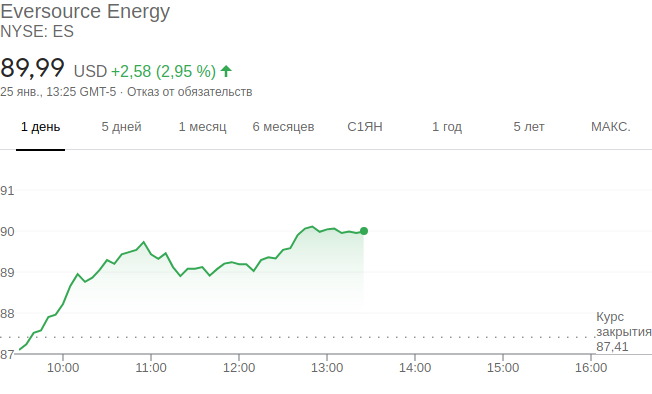 Eversource Energy
NYSE: ES
89,99 USD +2,58 (2,95 %)
25 янв., 13:25 GMT-5 · Отказ от обязательств
1 день 5 дней 1 месяц 6 месяцев С1ЯН 1 год 5 лет МАКС.
91
90
89
88
87
Курс
закрытия
87,41
10:00 11:00 12:00 13:00 14:00 15:00 16:00